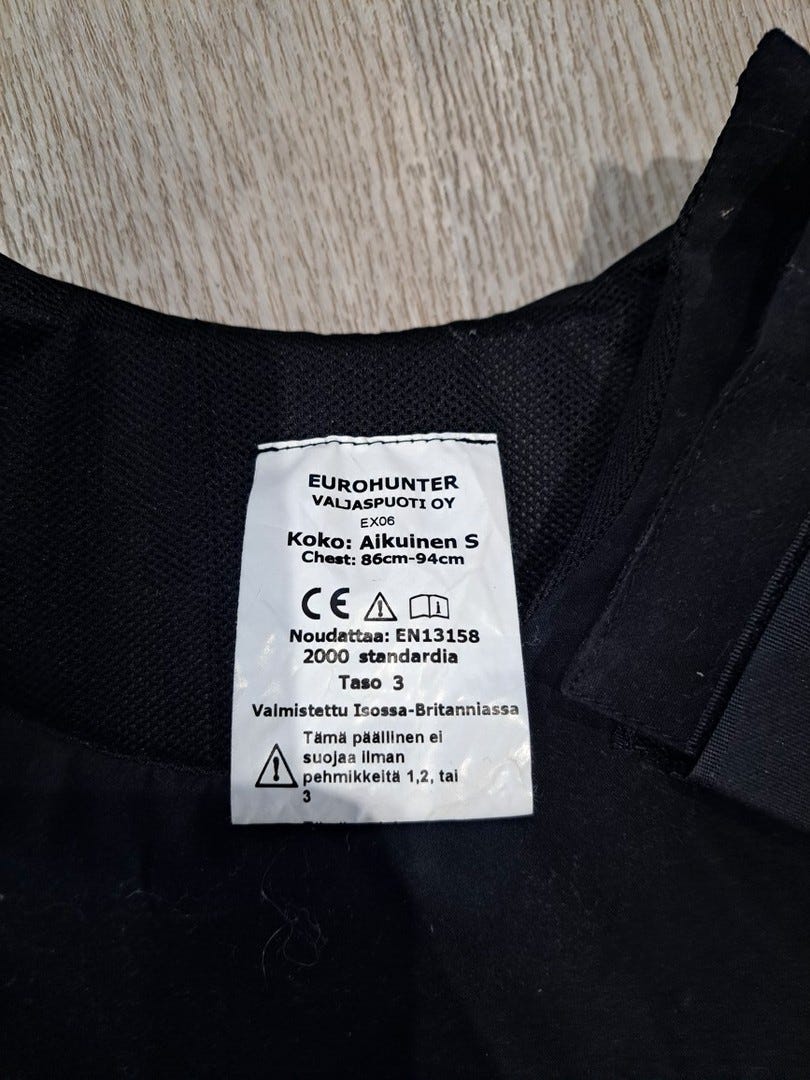 EUROHUNTER
VALJASPUOTI OY
EX06
Koko: Aikuinen S
Chest: 86cm-94cm
CE
Noudattaa: EN13158
2000 standardia
Taso 3
Valmistettu Isossa-Britanniassa
Tämä päällinen ei
suojaa ilman
pehmikkeitä 1,2, tai
3